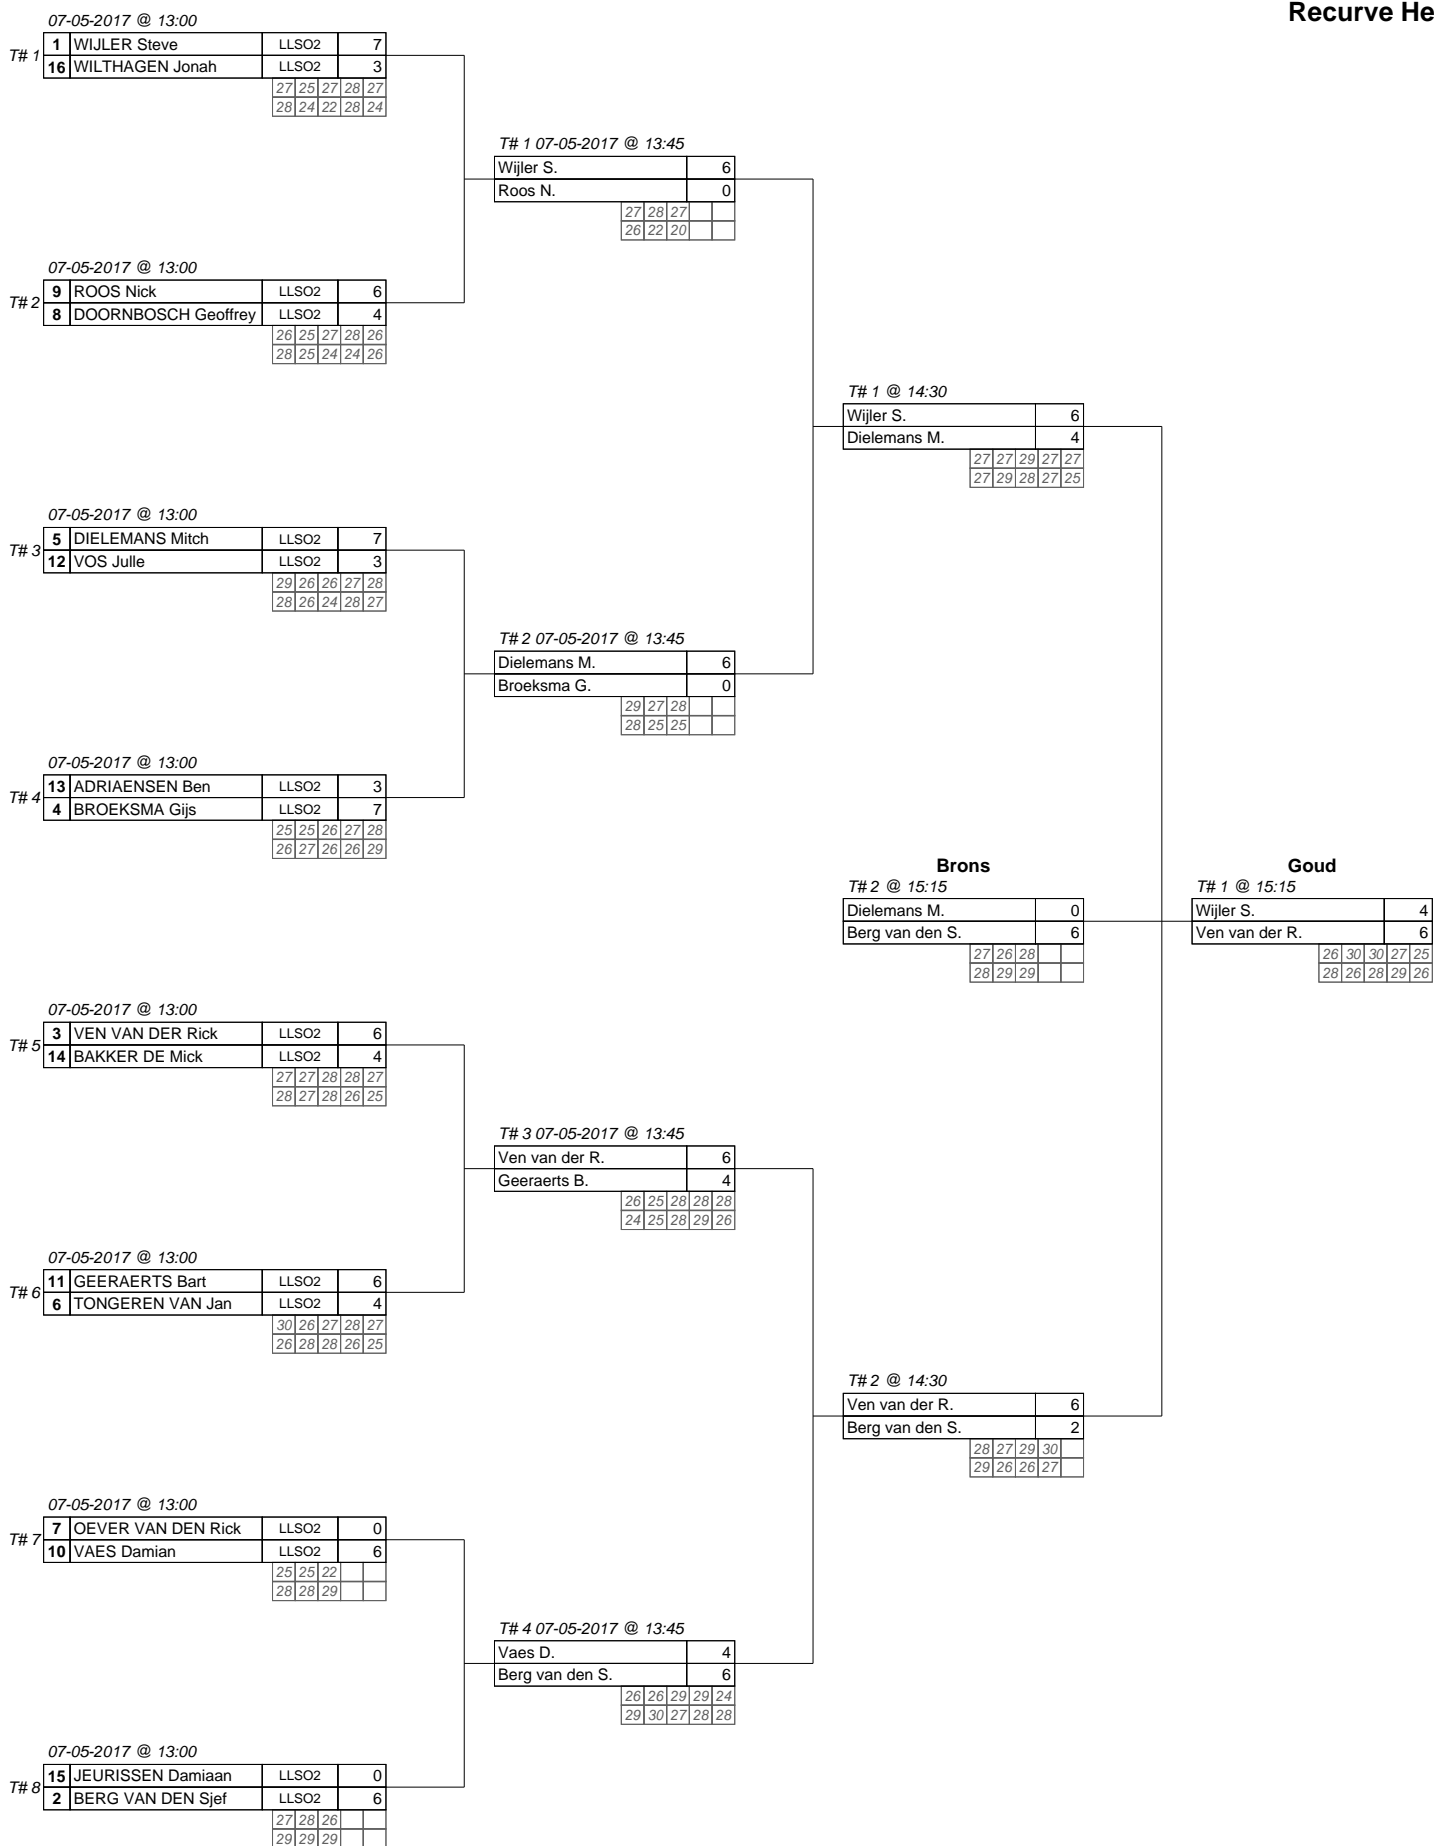 Recurve He
07-05-2017 @ 13:00
T# 1
1 WIJLER Steve LLSO2 7
16 WILTHAGEN Jonah LLSO2 3
27 25 27 28 27
28 24 22 28 24
T# 1 07-05-2017 @ 13:45
Wijler S. 6
Roos N. 0
27 28 27
26 22 20
07-05-2017 @ 13:00
T# 2
9 ROOS Nick LLSO2 6
8 DOORNBOSCH Geoffrey LLSO2 4
26 25 27 28 26
28 25 24 24 26
T# 1 @ 14:30
Wijler S. 6
Dielemans M. 4
27 27 29 27 27
27 29 28 27 25
07-05-2017 @ 13:00
T# 3
5 DIELEMANS Mitch LLSO2 7
12 VOS Julle LLSO2 3
29 26 26 27 28
28 26 24 28 27
T# 2 07-05-2017 @ 13:45
Dielemans M. 6
Broeksma G. 0
29 27 28
28 25 25
07-05-2017 @ 13:00
T# 4
13 ADRIAENSEN Ben LLSO2 3
4 BROEKSMA Gijs LLSO2 7
25 25 26 27 28
26 27 26 26 29
Brons
T# 2 @ 15:15
Dielemans M. 0
Berg van den S. 6
27 26 28
28 29 29
Goud
T# 1 @ 15:15
Wijler S. 4
Ven van der R. 6
26 30 30 27 25
28 26 28 29 26
07-05-2017 @ 13:00
T# 5
3 VEN VAN DER Rick LLSO2 6
14 BAKKER DE Mick LLSO2 4
27 27 28 28 27
28 27 28 26 25
T# 3 07-05-2017 @ 13:45
Ven van der R. 6
Geeraerts B. 4
26 25 28 28 28
24 25 28 29 26
07-05-2017 @ 13:00
T# 6
11 GEERAERTS Bart LLSO2 6
6 TONGEREN VAN Jan LLSO2 4
30 26 27 28 27
26 28 28 26 25
T# 2 @ 14:30
Ven van der R. 6
Berg van den S. 2
28 27 29 30
29 26 26 27
07-05-2017 @ 13:00
T# 7
7 OEVER VAN DEN Rick LLSO2 0
10 VAES Damian LLSO2 6
25 25 22
28 28 29
T# 4 07-05-2017 @ 13:45
Vaes D. 4
Berg van den S. 6
26 26 29 29 24
29 30 27 28 28
07-05-2017 @ 13:00
T# 8
15 JEURISSEN Damiaan LLSO2 0
2 BERG VAN DEN Sjef LLSO2 6
27 28 26
29 29 29